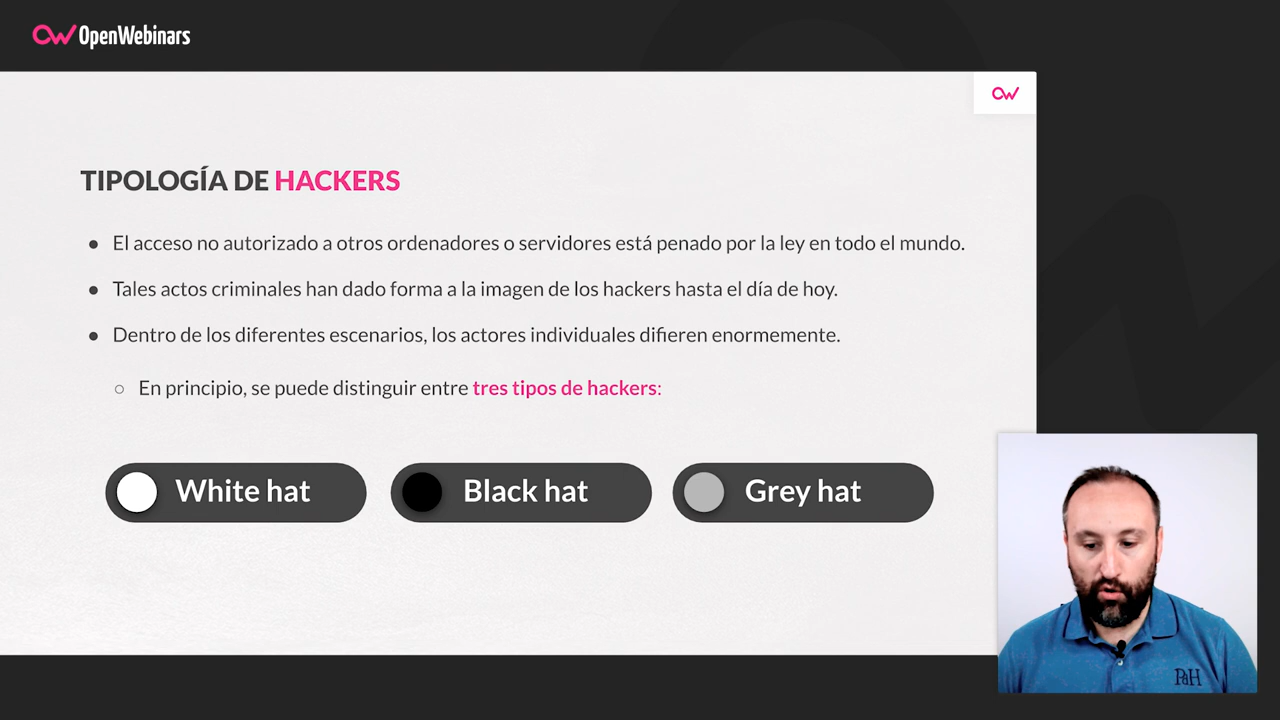 OpenWebinars
TIPOLOGÍA DE HACKERS
El acceso no autorizado a otros ordenadores o servidores está penado por la ley en todo el mundo.
Tales actos criminales han dado forma a la imagen de los hackers hasta el día de hoy.
Dentro de los diferentes escenarios, los actores individuales difieren enormemente.
En principio, se puede distinguir entre tres tipos de hackers:
White hat
Black hat
Grey hat